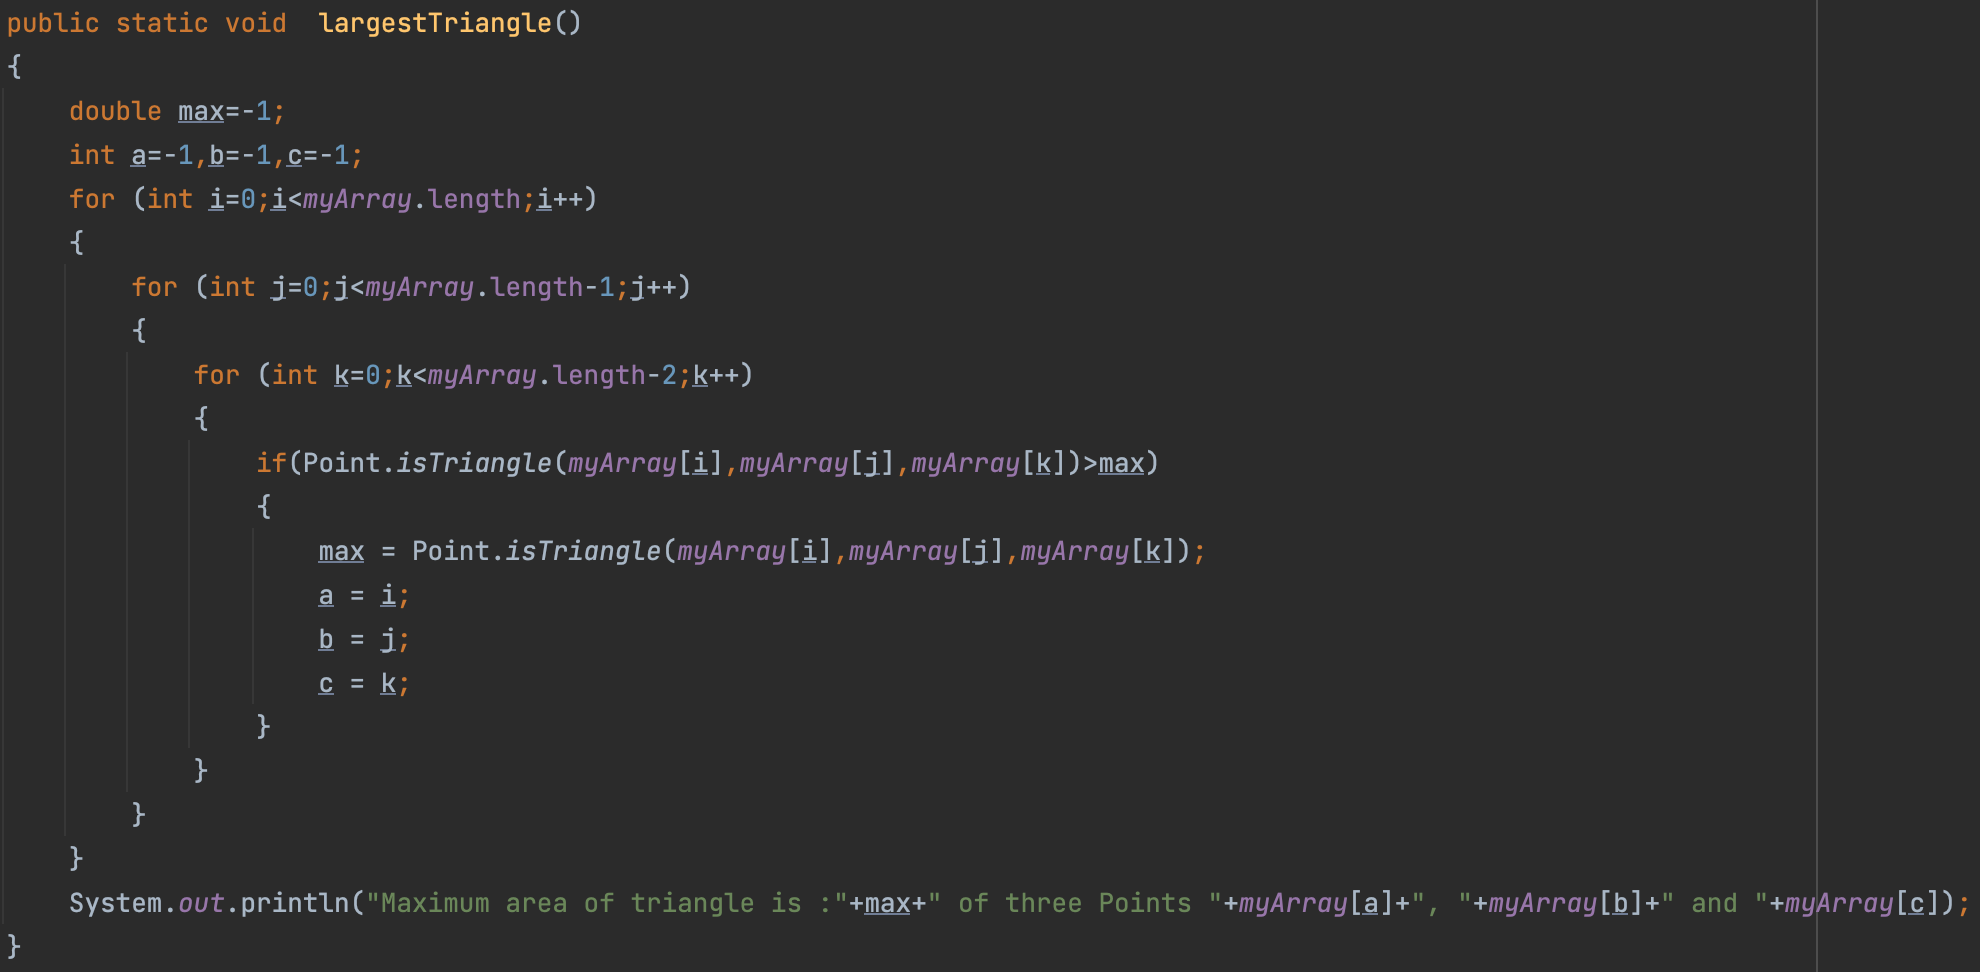 public static void  largestTriangle()
{
    double max=-1;
    int a=-1,b=-1,c=-1;
    for (int i=0;i<myArray.length;i++)
    {
        for (int j=0;j<myArray.length-1;j++)
        {
            for (int k=0;k<myArray.length-2;k++)
            {
                if(Point.isTriangle(myArray[i],myArray[j],myArray[k])>max)
                {
                    max = Point.isTriangle(myArray[i],myArray[j],myArray[k]);
                    a = i;
                    b = j;
                    c = k;
                }
            }
        }
    }
    System.out.println("Maximum area of triangle is :"+max+" of three Points "+myArray[a]+", "+myArray[b]+" and "+myArray[c]);
}